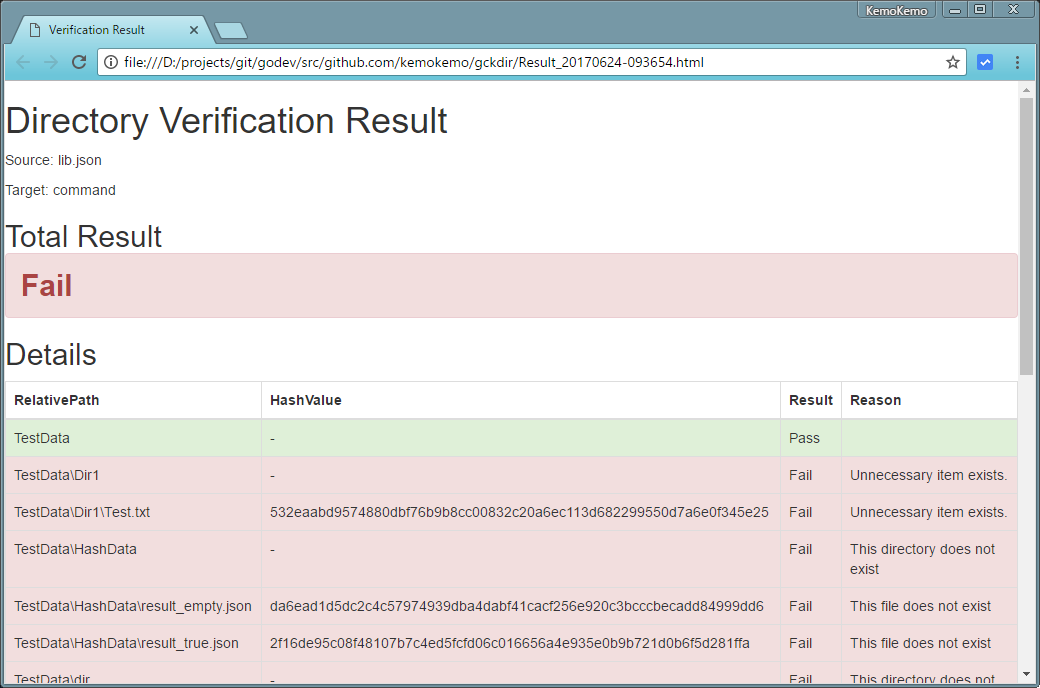 KemoKemo
Verification Result
file:///D:/projects/git/godev/src/github.com/kemokemo/gckdir/Result_20170624-093654.html
Directory Verification Result
Source: lib.json
Target: command
Total Result
Fail
Details
RelativePath HashValue Result Reason
TestData - Pass
TestData\Dir1 - Fail Unnecessary item exists.
TestData\Dir1\Test.txt 532eaabd9574880dbf76b9b8cc00832c20a6ec113d682299550d7a6e0f345e25 Fail Unnecessary item exists.
TestData\HashData - Fail This directory does not
exist
TestData\HashData\result_empty.json da6ead1d5dc2c4c57974939dba4dabf41cacf256e920c3bcccbecadd84999dd6 Fail This file does not exist
TestData\HashData\result_true.json 2f16de95c08f48107b7c4ed5fcfd06c016656a4e935e0b9b721d0b6f5d281ffa Fail This file does not exist
TestData\dir - Fail This directory does not